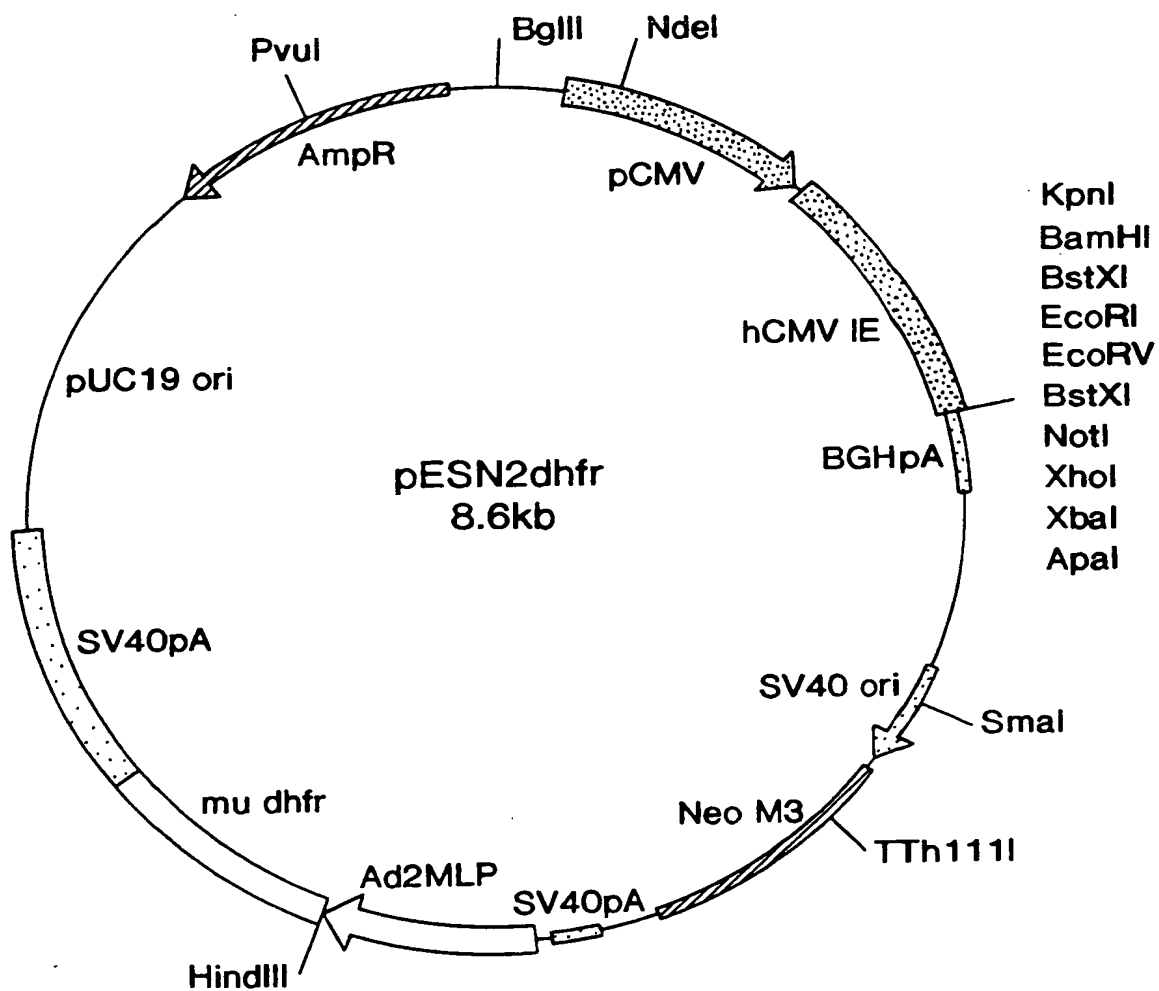 BglII
NdeI
PvuI
AmpR
pCMV
KpnI
BamHI
BstXI
EcoRI
EcoRV
BstXI
NotI
XhoI
XbaI
ApaI
hCMV IE
pUC19 ori
BGHpA
pESN2dhfr
8.6kb
SV40pA
SV40 ori
SmaI
mu dhfr
Neo M3
TTh111I
Ad2MLP
SV40pA
HindIII